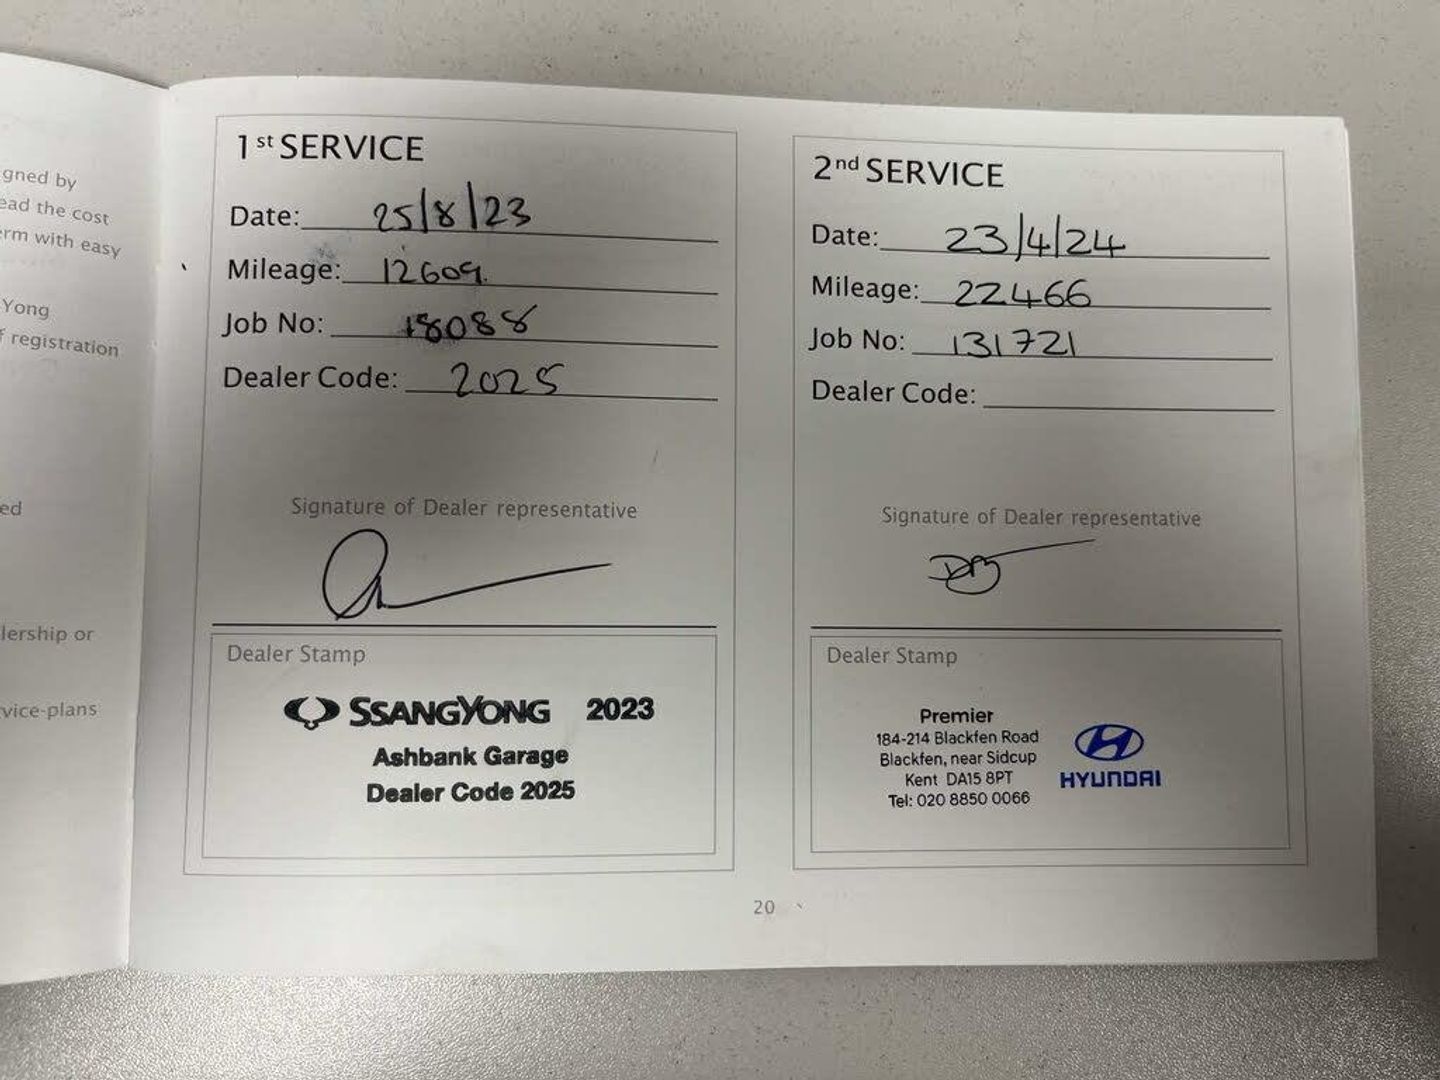 gned by
ead the cost
erm with easy
Yong
f registration
ed
lership or
vice-plans
1st SERVICE
Date: 25/8/23
Mileage: 12609
Job No: 18088
Dealer Code: 2025
Signature of Dealer representative
Dealer Stamp
SSANGYONG 2023
Ashbank Garage
Dealer Code 2025
2nd SERVICE
Date: 23/4/24
Mileage: 22466
Job No: 131721
Dealer Code:
Signature of Dealer representative
DB
Dealer Stamp
Premier
184-214 Blackfen Road
Blackfen, near Sidcup
Kent DA15 8PT
Tel: 020 8850 0066
HYUNDAI
20